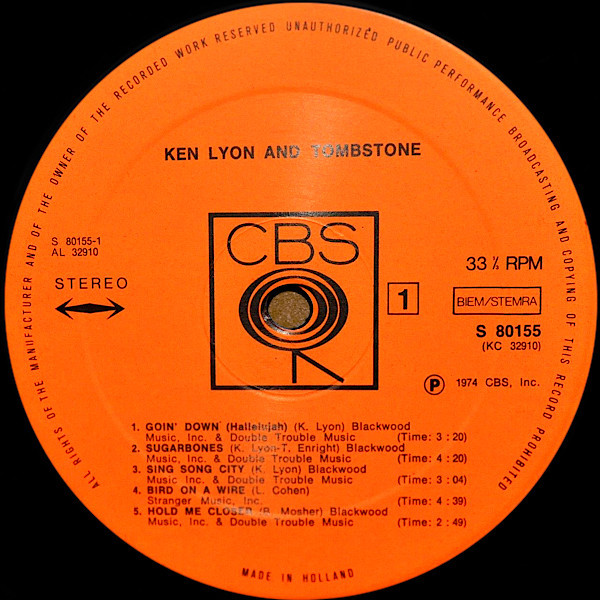 ALL RIGHTS OF THE MANUFACTURER AND OF THE OWNER OF THE RECORDED WORK RESERVED UNAUTHORIZED PUBLIC PERFORMANCE BROADCASTING AND COPYING OF THIS RECORD PROHIBITED
KEN LYON AND TOMBSTONE
CBS
S 80155-1
AL 32910
STEREO
1
33 ⅓ RPM
BIEM/STEMRA
S 80155
(KC 32910)
Ⓟ 1974 CBS, Inc.
1. GOIN' DOWN (Hallelujah) (K. Lyon) Blackwood
Music, Inc. & Double Trouble Music (Time: 3 : 20)
2. SUGARBONES (K. Lyon-T. Enright) Blackwood
Music, Inc. & Double Trouble Music (Time: 4 : 20)
3. SING SONG CITY (K. Lyon) Blackwood
Music, Inc. & Double Trouble Music (Time: 3 : 04)
4. BIRD ON A WIRE (L. Cohen)
Stranger Music, Inc. (Time: 4 : 39)
5. HOLD ME CLOSER (R. Mosher) Blackwood
Music, Inc. & Double Trouble Music (Time: 2 : 49)
MADE IN HOLLAND